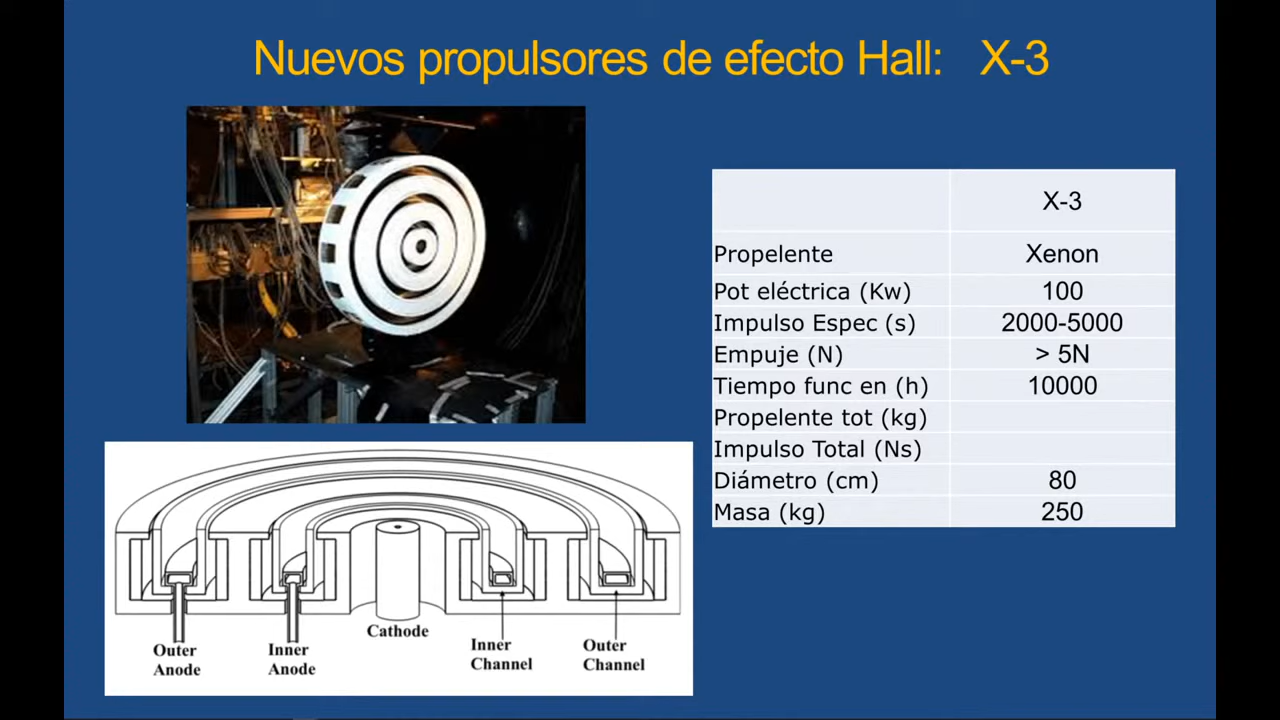 Nuevos propulsores de efecto Hall: X-3
X-3
Propelente Xenon
Pot eléctrica (Kw) 100
Impulso Espec (s) 2000-5000
Empuje (N) > 5N
Tiempo func en (h) 10000
Propelente tot (kg)
Impulso Total (Ns)
Diámetro (cm) 80
Masa (kg) 250
Outer
Anode
Inner
Anode
Cathode
Inner
Channel
Outer
Channel